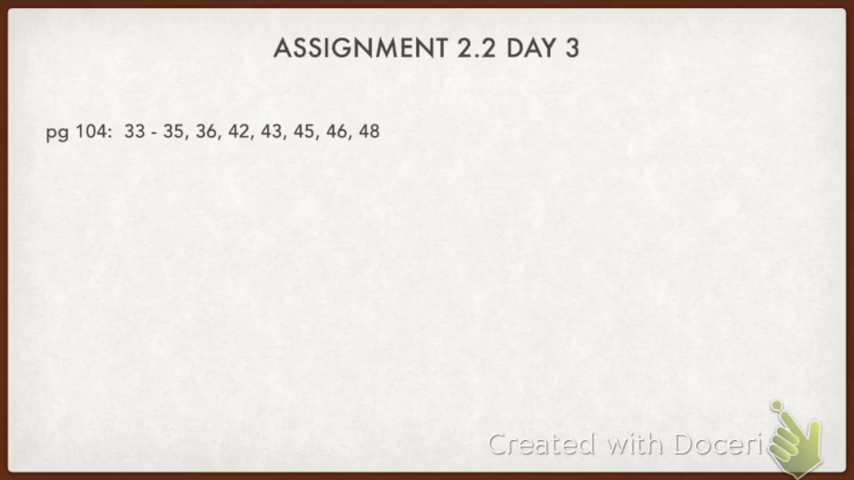 ASSIGNMENT 2.2 DAY 3
pg 104:  33 - 35, 36, 42, 43, 45, 46, 48
Created with Doceri